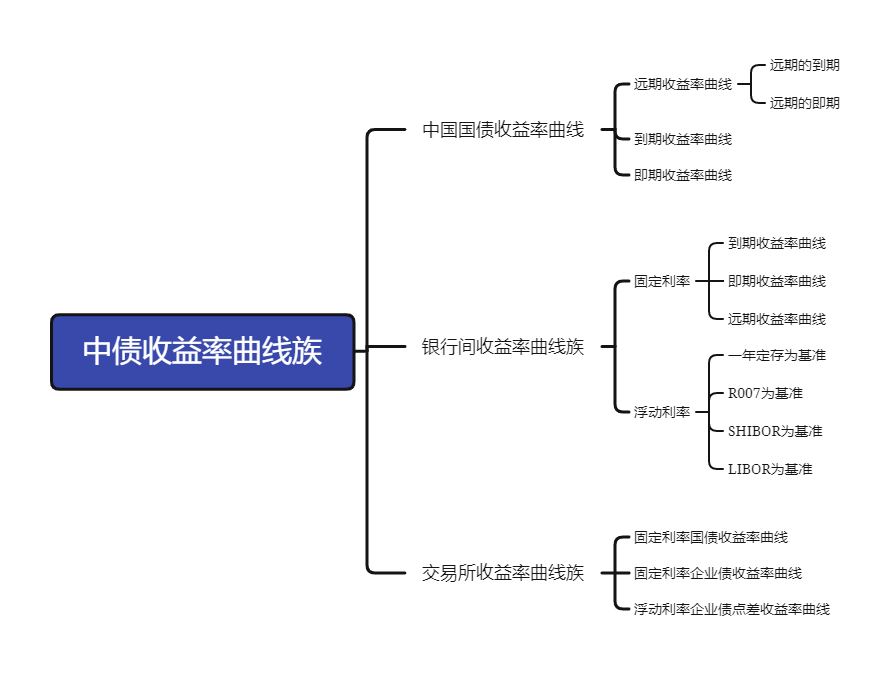 中债收益率曲线族
中国国债收益率曲线
远期收益率曲线
远期的到期
远期的即期
到期收益率曲线
即期收益率曲线
银行间收益率曲线族
固定利率
到期收益率曲线
即期收益率曲线
远期收益率曲线
浮动利率
一年定存为基准
R007为基准
SHIBOR为基准
LIBOR为基准
交易所收益率曲线族
固定利率国债收益率曲线
固定利率企业债收益率曲线
浮动利率企业债点差收益率曲线